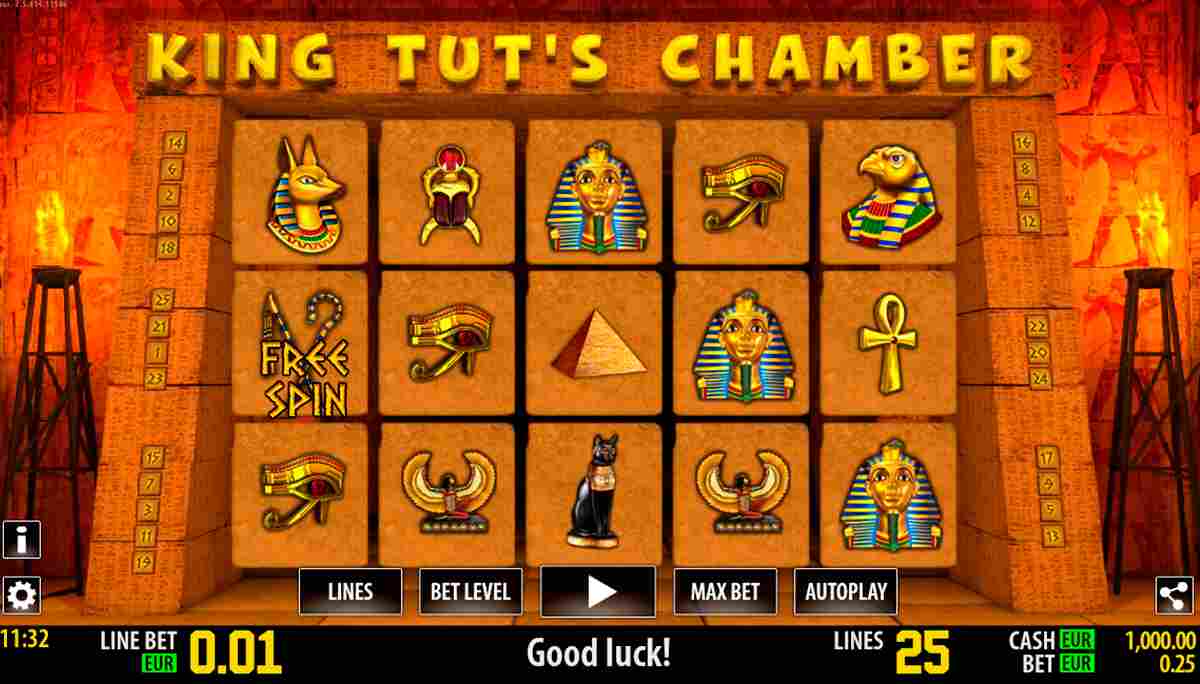 KING TUT'S CHAMBER
14
16
6
8
2
4
10
12
18
25
21
22
1
20
23
24
FREE
SPIN
15
17
7
9
3
5
11
13
19
LINES
BET LEVEL
MAX BET
AUTOPLAY
11:32
LINE BET
EUR
0.01
Good luck!
LINES
25
CASH EUR 1,000.00
BET EUR 0.25